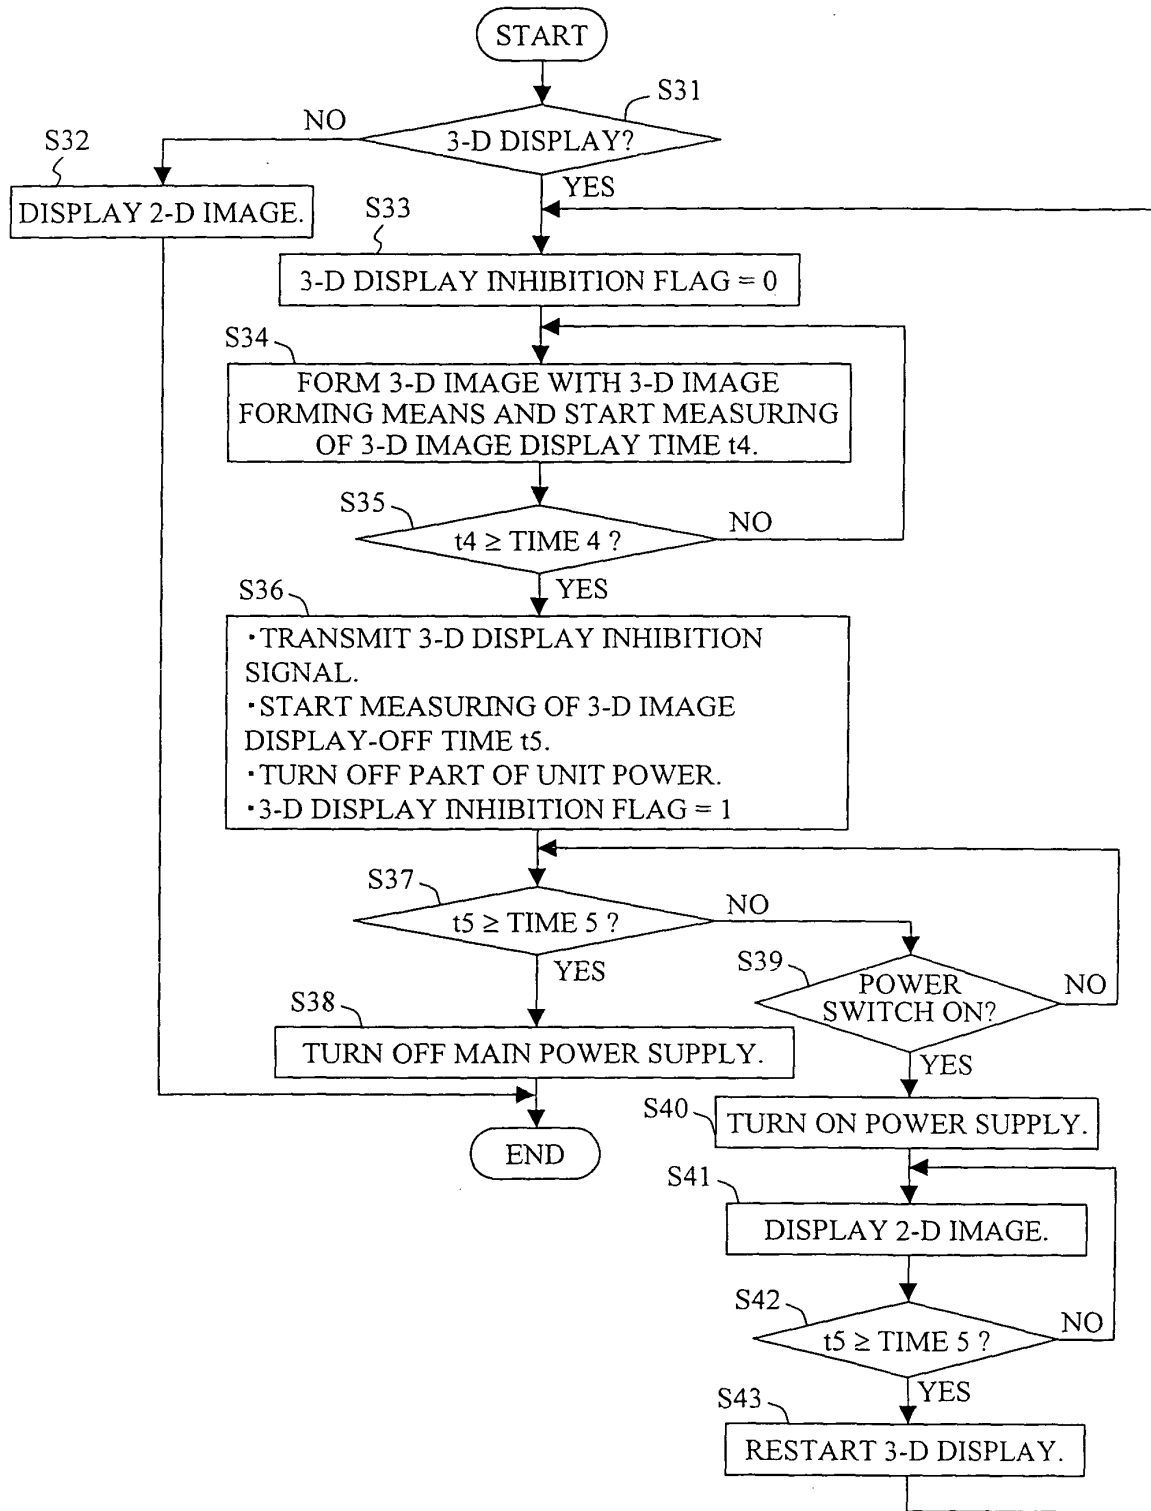 START
S31
NO
3-D DISPLAY?
S32
YES
DISPLAY 2-D IMAGE.
S33
3-D DISPLAY INHIBITION FLAG = 0
S34
FORM 3-D IMAGE WITH 3-D IMAGE
FORMING MEANS AND START MEASURING
OF 3-D IMAGE DISPLAY TIME t4.
S35
NO
t4 ≥ TIME 4 ?
YES
S36
•TRANSMIT 3-D DISPLAY INHIBITION
SIGNAL.
•START MEASURING OF 3-D IMAGE
DISPLAY-OFF TIME t5.
•TURN OFF PART OF UNIT POWER.
•3-D DISPLAY INHIBITION FLAG = 1
S37
NO
t5 ≥ TIME 5 ?
YES
S39
POWER
SWITCH ON?
NO
S38
TURN OFF MAIN POWER SUPPLY.
YES
S40
TURN ON POWER SUPPLY.
END
S41
DISPLAY 2-D IMAGE.
S42
NO
t5 ≥ TIME 5 ?
YES
S43
RESTART 3-D DISPLAY.